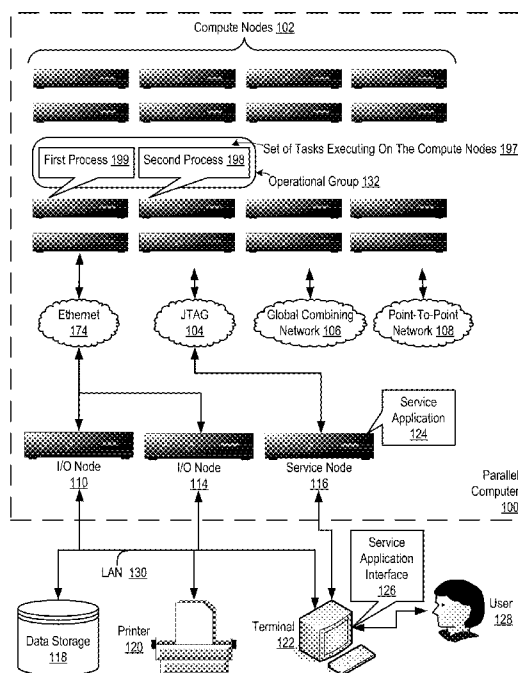 Compute Nodes 102
Set of Tasks Executing On The Compute Nodes 197
First Process 199
Second Process 198
Operational Group 132
Ethernet
174
JTAG
104
Global Combining
Network 106
Point-To-Point
Network 108
Service
Application
124
I/O Node
110
I/O Node
114
Service Node
116
Parallel
Computer
100
LAN 130
Service
Application
Interface
126
Data Storage
118
Printer
120
Terminal
122
User
128